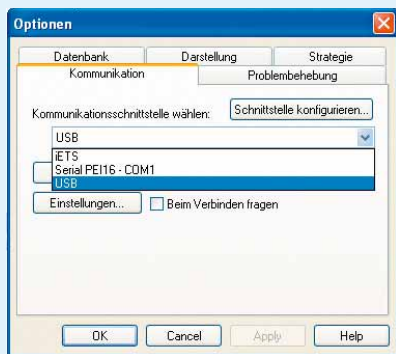 Optionen
Datenbank Darstellung Strategie
Kommunikation Problembehebung
Kommunikationsschnittstelle wählen: Schnittstelle konfigurieren...
USB
iETS
Serial PEI16 - COM1
USB
Einstellungen... Beim Verbinden fragen
OK Cancel Apply Help